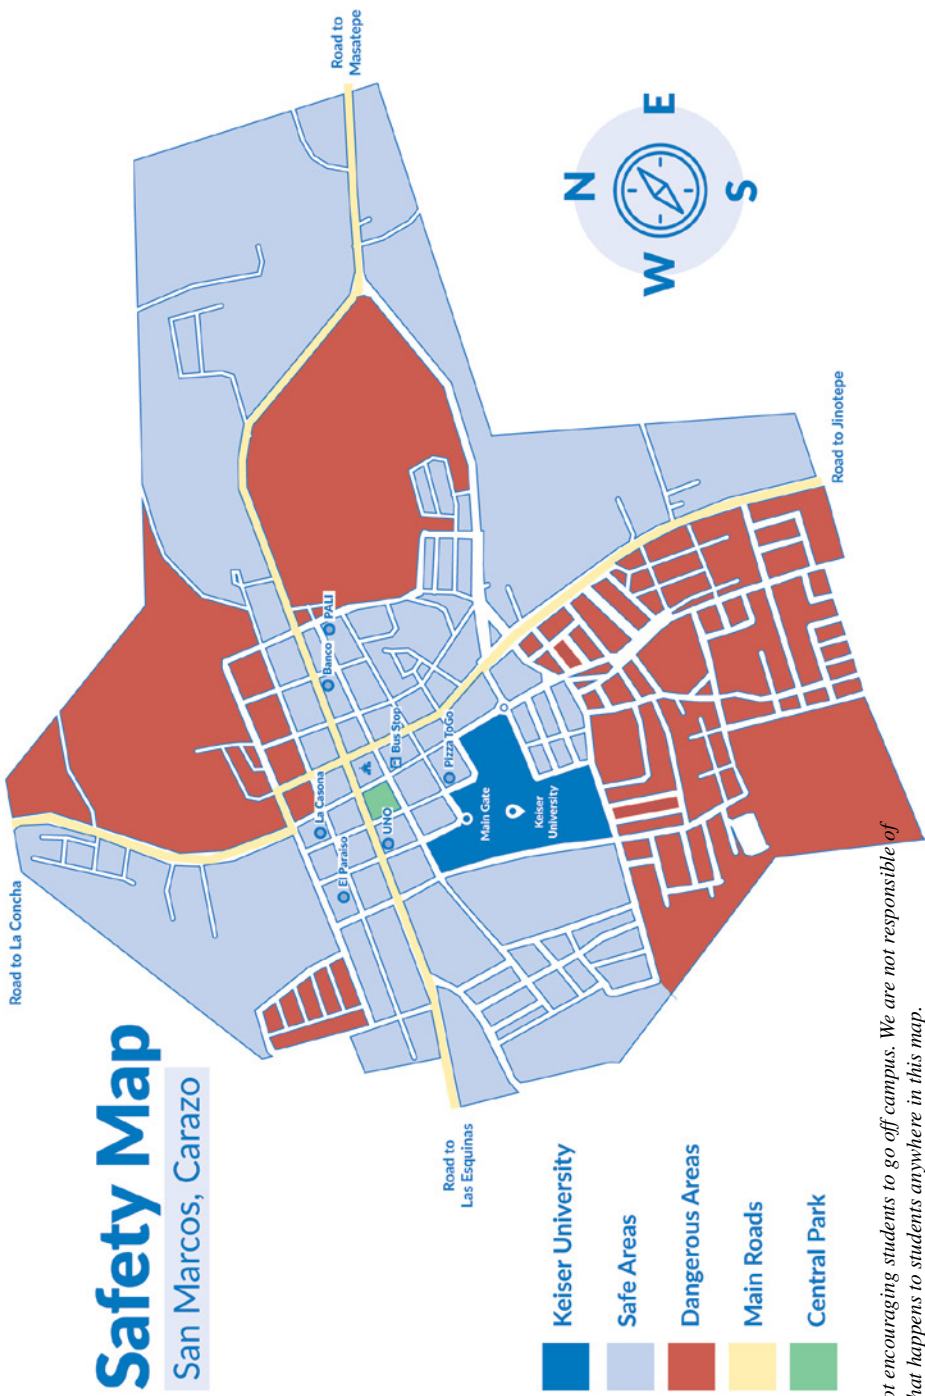 Safety Map
San Marcos, Carazo
Road to La Concha
Road to
Masatepe
Road to
Las Esquinas
Road to Jinotepe
El Paraiso
La Casona
UNO
Banco
PALI
Bus Stop
Pizza ToGo
Main Gate
Keiser
University
N
W
E
S
Keiser University
Safe Areas
Dangerous Areas
Main Roads
Central Park
encouraging students to go off campus. We are not responsible of
happens to students anywhere in this map.